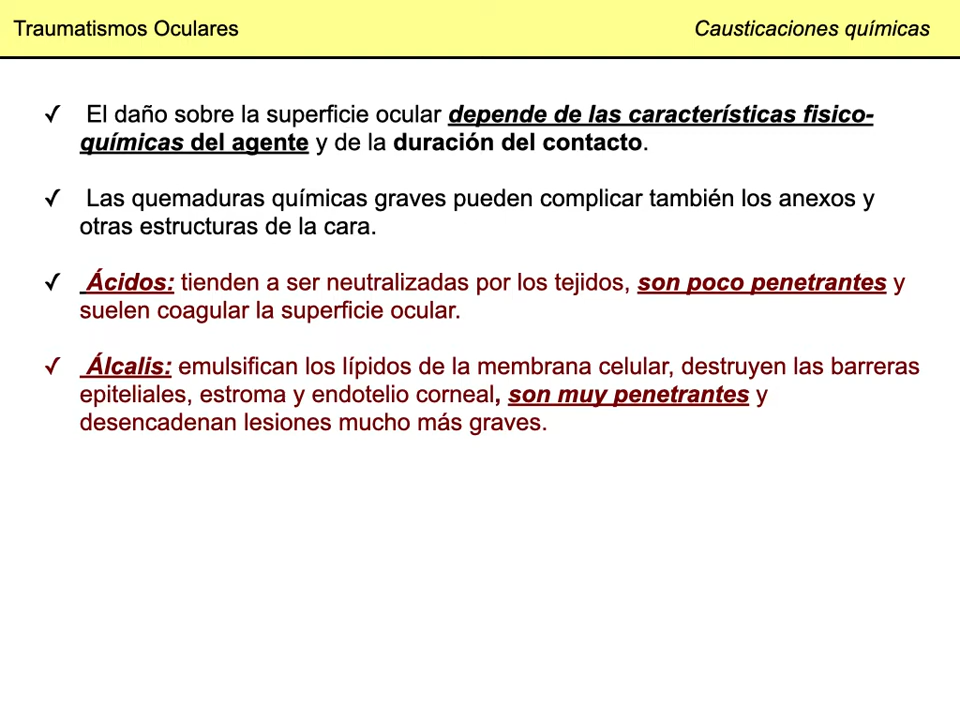 Traumatismos Oculares
Causticaciones químicas
✓ El daño sobre la superficie ocular depende de las características fisico-
químicas del agente y de la duración del contacto.
✓ Las quemaduras químicas graves pueden complicar también los anexos y
otras estructuras de la cara.
✓ Ácidos: tienden a ser neutralizadas por los tejidos, son poco penetrantes y
suelen coagular la superficie ocular.
✓ Álcalis: emulsifican los lípidos de la membrana celular, destruyen las barreras
epiteliales, estroma y endotelio corneal, son muy penetrantes y
desencadenan lesiones mucho más graves.